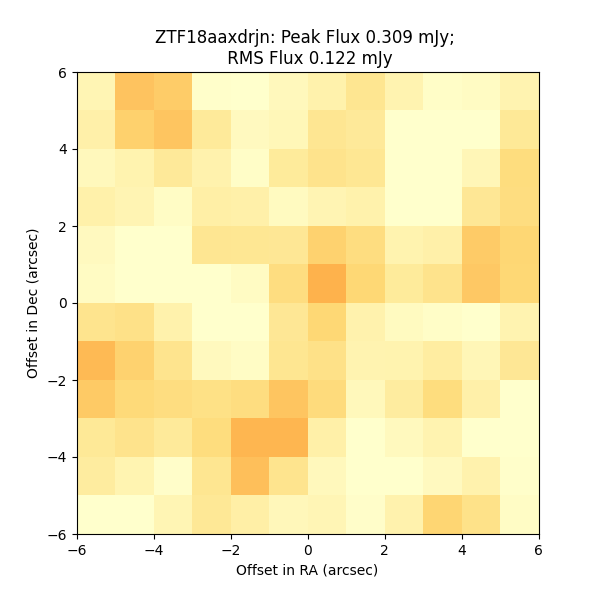 ZTF18aaxdrjn: Peak Flux 0.309 mJy;
RMS Flux 0.122 mJy
6
4
2
0
−2
−4
−6
Offset in Dec (arcsec)
−6 −4 −2 0 2 4 6
Offset in RA (arcsec)